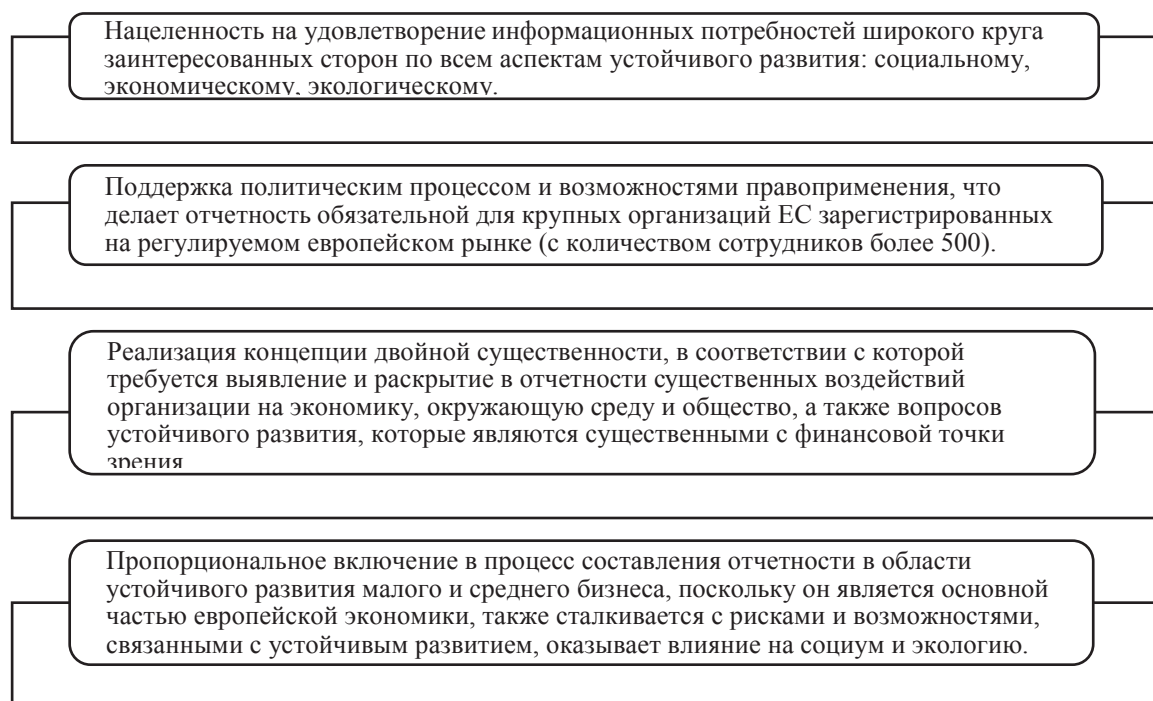 Нацеленность на удовлетворение информационных потребностей широкого круга
заинтересованных сторон по всем аспектам устойчивого развития: социальному,
экономическому, экологическому.
Поддержка политическим процессом и возможностями правоприменения, что
делает отчетность обязательной для крупных организаций ЕС зарегистрированных
на регулируемом европейском рынке (с количеством сотрудников более 500).
Реализация концепции двойной существенности, в соответствии с которой
требуется выявление и раскрытие в отчетности существенных воздействий
организации на экономику, окружающую среду и общество, а также вопросов
устойчивого развития, которые являются существенными с финансовой точки
зрения
Пропорциональное включение в процесс составления отчетности в области
устойчивого развития малого и среднего бизнеса, поскольку он является основной
частью европейской экономики, также сталкивается с рисками и возможностями,
связанными с устойчивым развитием, оказывает влияние на социум и экологию.